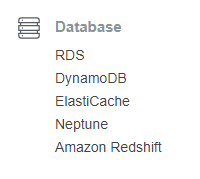 Database
RDS
DynamoDB
ElastiCache
Neptune
Amazon Redshift